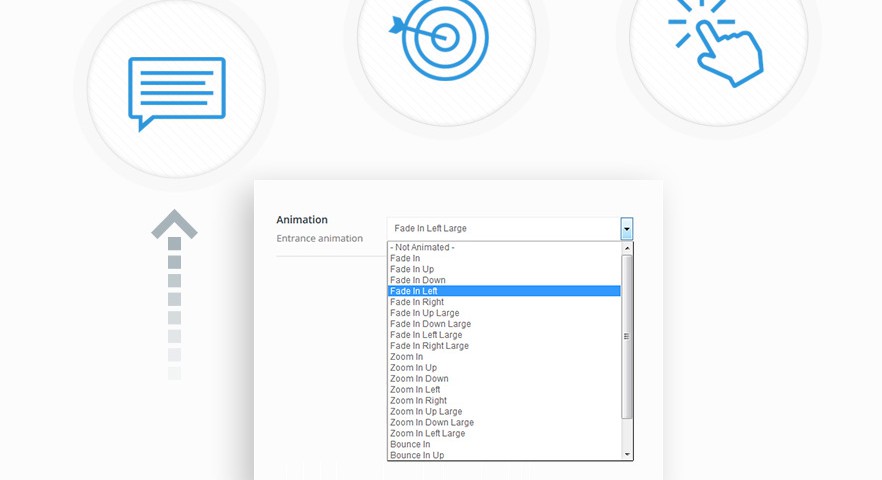 Animation
Fade In Left Large
Entrance animation
- Not Animated -
Fade In
Fade In Up
Fade In Down
Fade In Left
Fade In Right
Fade In Up Large
Fade In Down Large
Fade In Left Large
Fade In Right Large
Zoom In
Zoom In Up
Zoom In Down
Zoom In Left
Zoom In Right
Zoom In Up Large
Zoom In Down Large
Zoom In Left Large
Bounce In
Bounce In Up